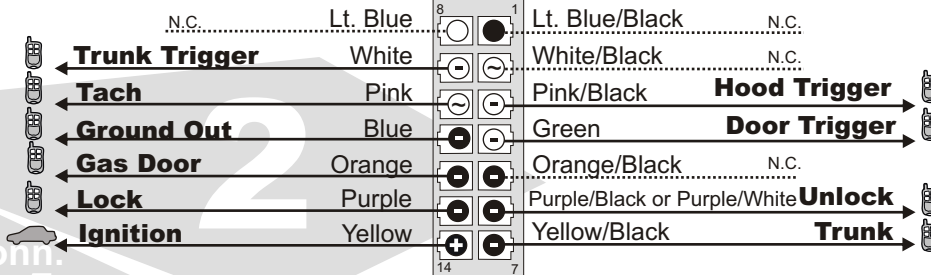 N.C. Lt. Blue 8 1 Lt. Blue/Black N.C.
Trunk Trigger White White/Black N.C.
Tach Pink Pink/Black Hood Trigger
Ground Out Blue Green Door Trigger
Gas Door Orange Orange/Black N.C.
Lock Purple Purple/Black or Purple/White Unlock
Ignition Yellow Yellow/Black Trunk
14 7
2